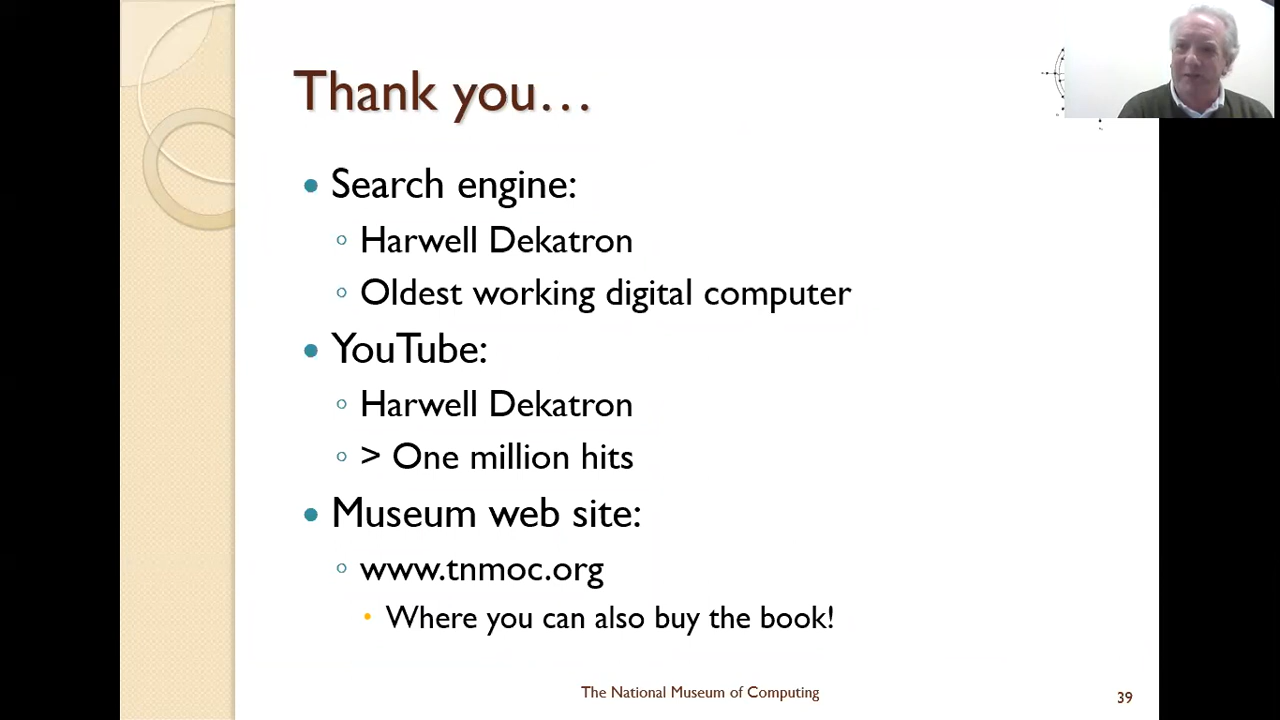 Thank you…
Search engine:
Harwell Dekatron
Oldest working digital computer
YouTube:
Harwell Dekatron
> One million hits
Museum web site:
www.tnmoc.org
Where you can also buy the book!
The National Museum of Computing
39